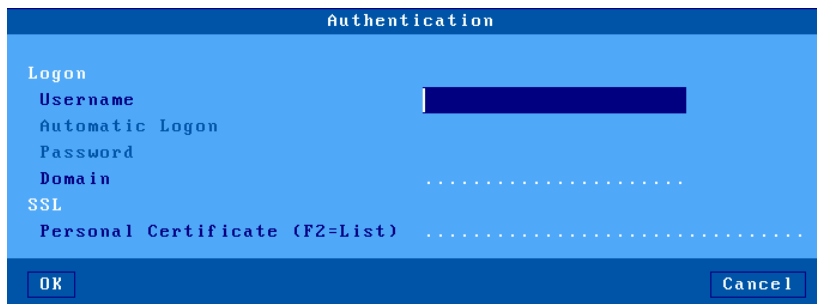 Authentication
Logon
Username
Automatic Logon
Password
Domain ......................
SSL
Personal Certificate (F2=List) ................................
OK Cancel